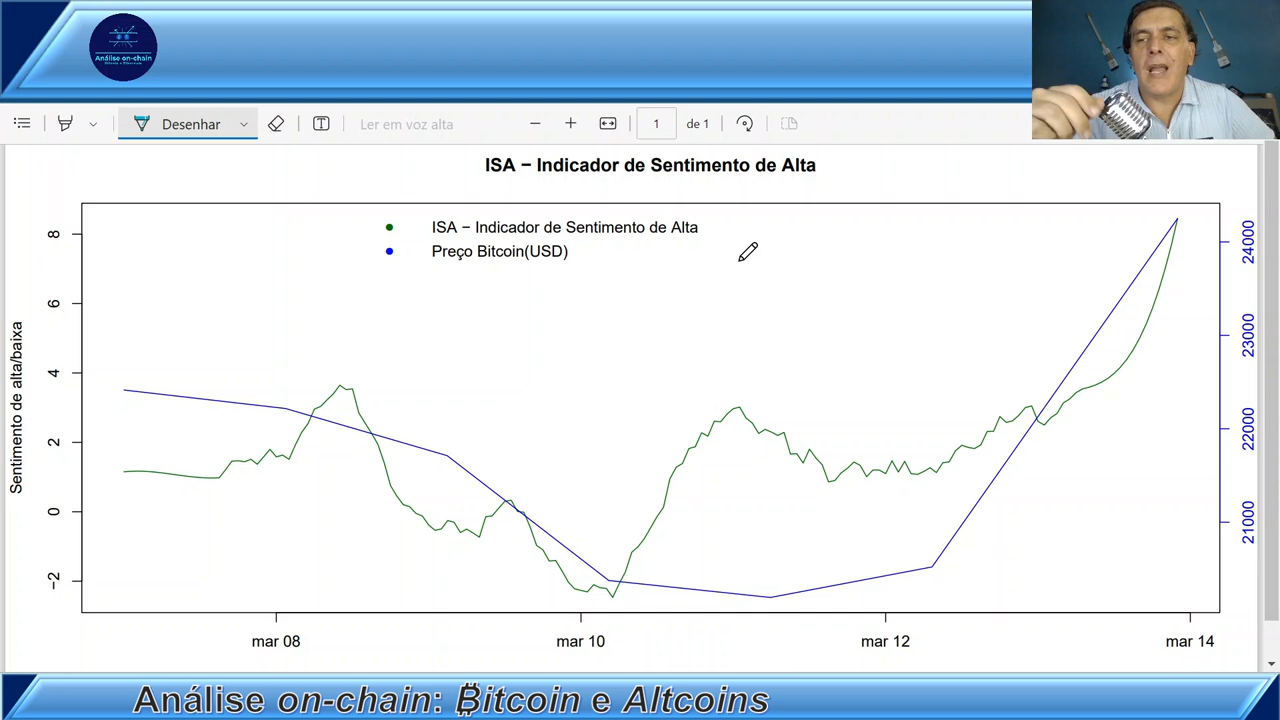 Análise on-chain
Bitcoin e Altcoins
Desenhar
Ler em voz alta
1
de 1
ISA − Indicador de Sentimento de Alta
ISA − Indicador de Sentimento de Alta
Preço Bitcoin(USD)
Sentimento de alta/baixa
8
6
4
2
0
−2
24000
23000
22000
21000
mar 08
mar 10
mar 12
mar 14
Análise on-chain: ₿itcoin e Altcoins